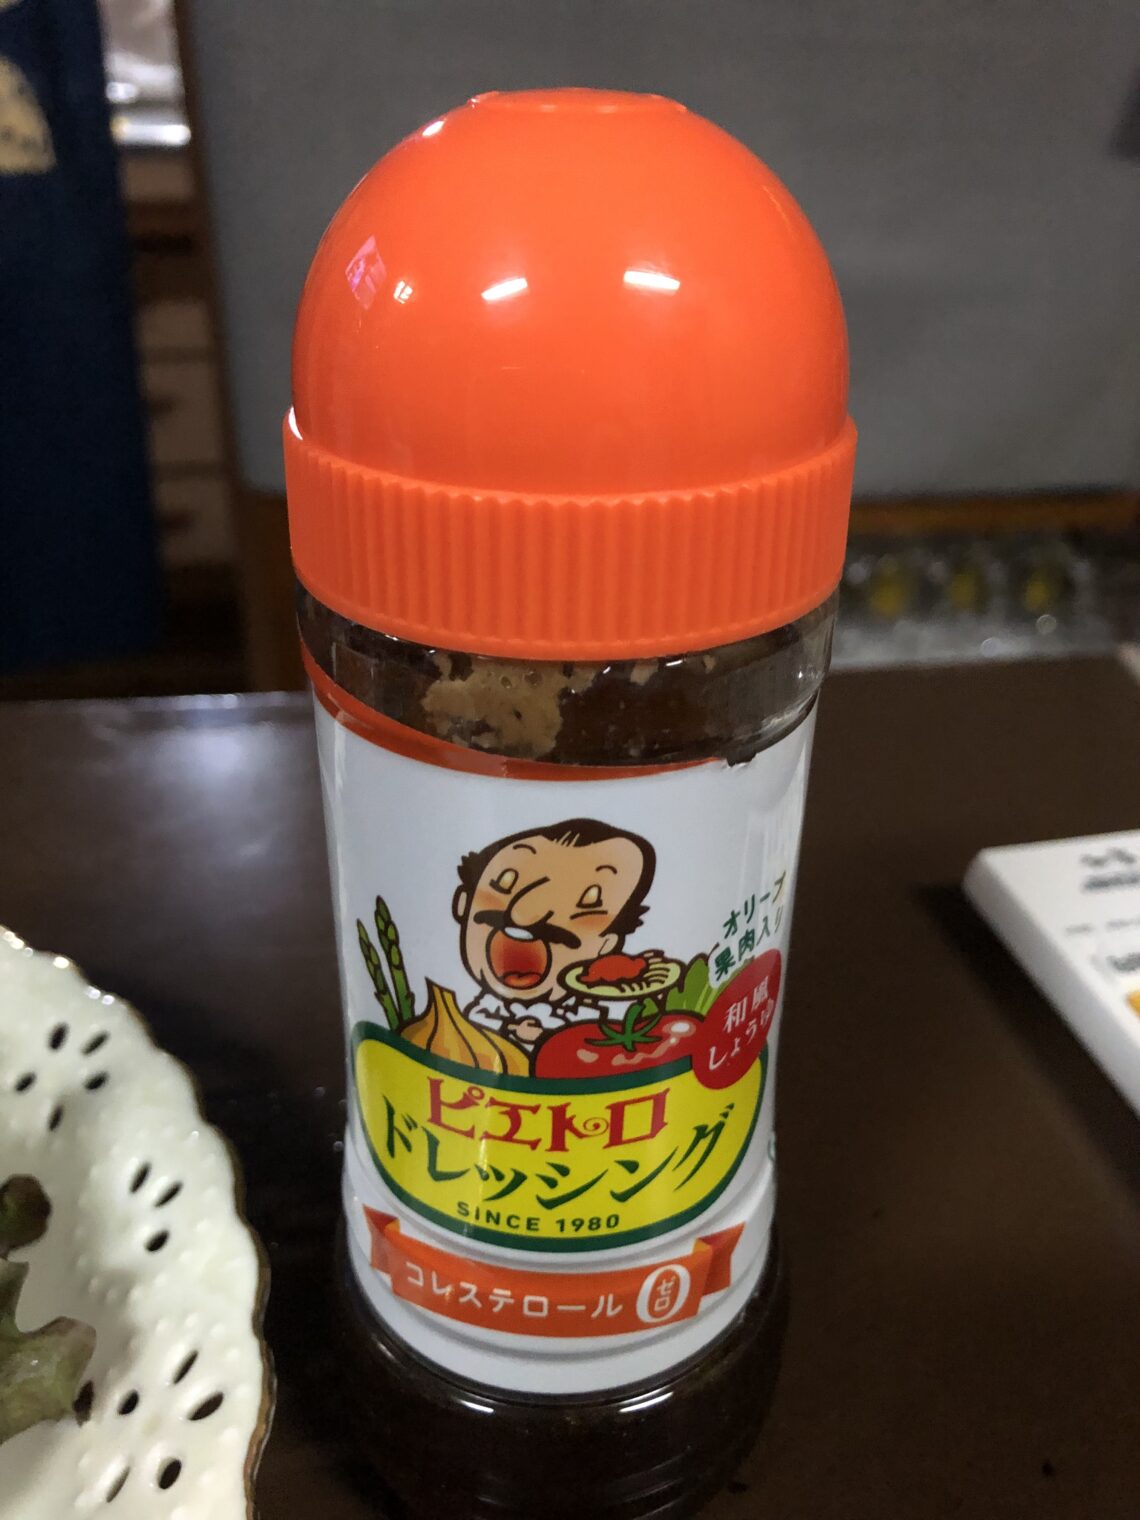 オリーブ
果肉入り
和風
しょうゆ
ピエトロ
ドレッシング
SINCE 1980
コレステロール 0
ゼロ